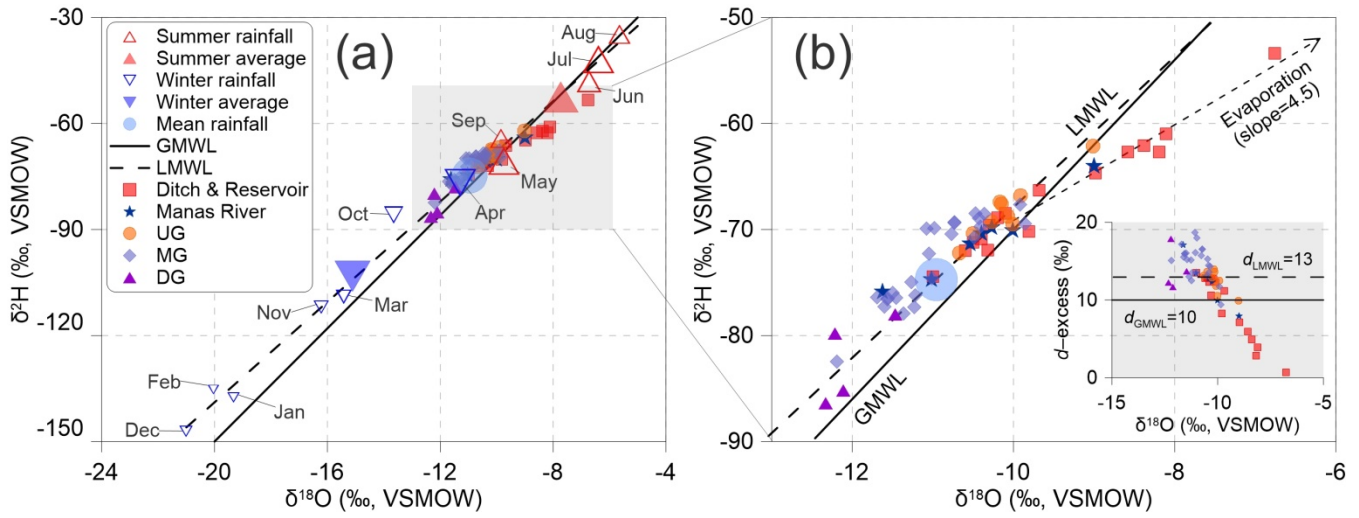 (a)
(b)
Summer rainfall
Summer average
Winter rainfall
Winter average
Mean rainfall
GMWL
LMWL
Ditch & Reservoir
Manas River
UG
MG
DG
Aug
Jul
Jun
Sep
May
Apr
Oct
Mar
Nov
Feb
Jan
Dec
-30
-60
-90
-120
-150
δ²H (‰, VSMOW)
-24
-20
-16
-12
-8
δ¹⁸O (‰, VSMOW)
LMWL
GMWL
Evaporation
(slope=4.5)
-50
-60
-70
-80
-90
δ²H (‰, VSMOW)
-12
-10
-8
-6
δ¹⁸O (‰, VSMOW)
20
10
0
d–excess (‰)
d LMWL=13
d GMWL=10
-15
-10
-5
δ¹⁸O (‰, VSMOW)